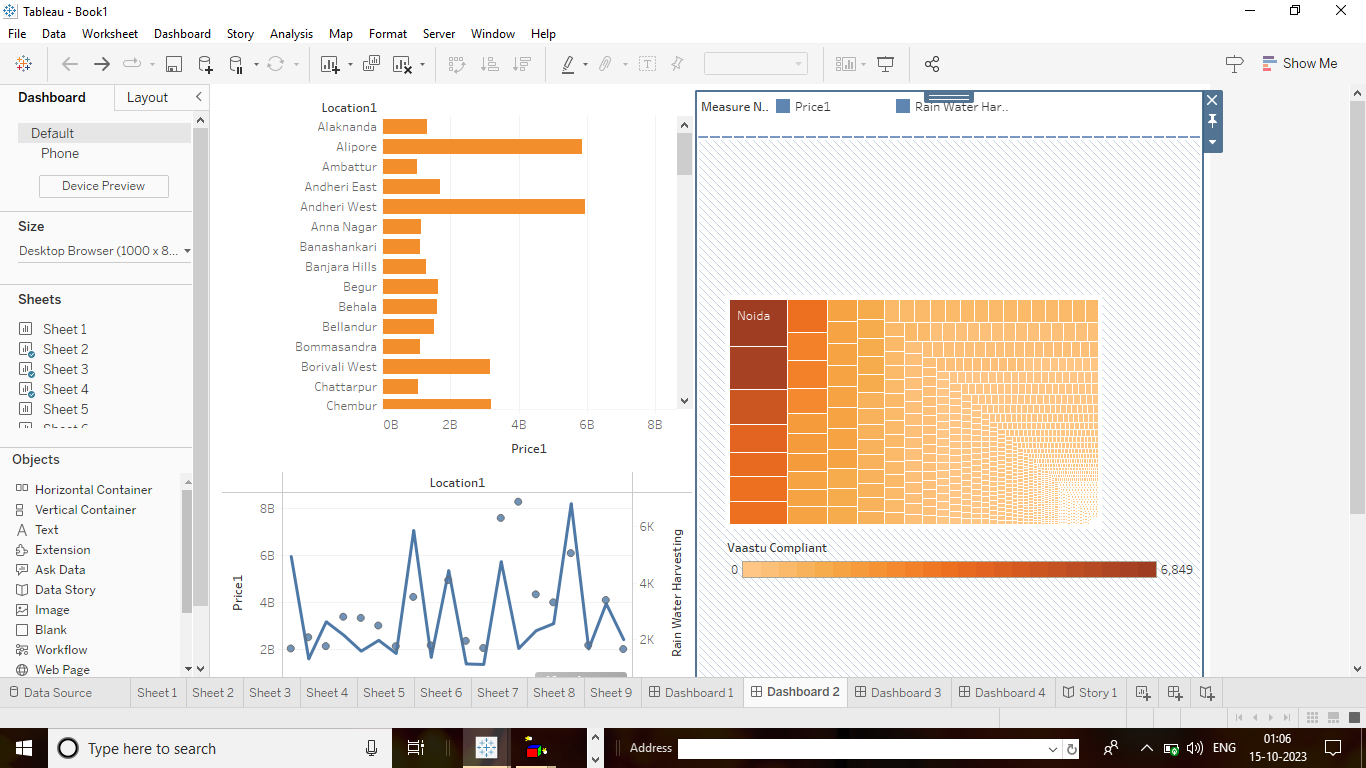 Tableau - Book1
File Data Worksheet Dashboard Story Analysis Map Format Server Window Help
Show Me
Dashboard Layout
Default
Phone
Device Preview
Size
Desktop Browser (1000 x 8...
Sheets
Sheet 1
Sheet 2
Sheet 3
Sheet 4
Sheet 5
Objects
Horizontal Container
Vertical Container
Text
Extension
Ask Data
Data Story
Image
Blank
Workflow
Web Page
Location1
Alaknanda
Alipore
Ambattur
Andheri East
Andheri West
Anna Nagar
Banashankari
Banjara Hills
Begur
Behala
Bellandur
Bommasandra
Borivali West
Chattarpur
Chembur
0B 2B 4B 6B 8B
Price1
Location1
8B
6B
4B
2B
Price1
6K
4K
2K
Rain Water Harvesting
Measure N.. Price1 Rain Water Har..
Noida
Vaastu Compliant
0 6,849
Data Source Sheet 1 Sheet 2 Sheet 3 Sheet 4 Sheet 5 Sheet 6 Sheet 7 Sheet 8 Sheet 9 Dashboard 1 Dashboard 2 Dashboard 3 Dashboard 4 Story 1
Type here to search
Address
ENG
01:06
15-10-2023